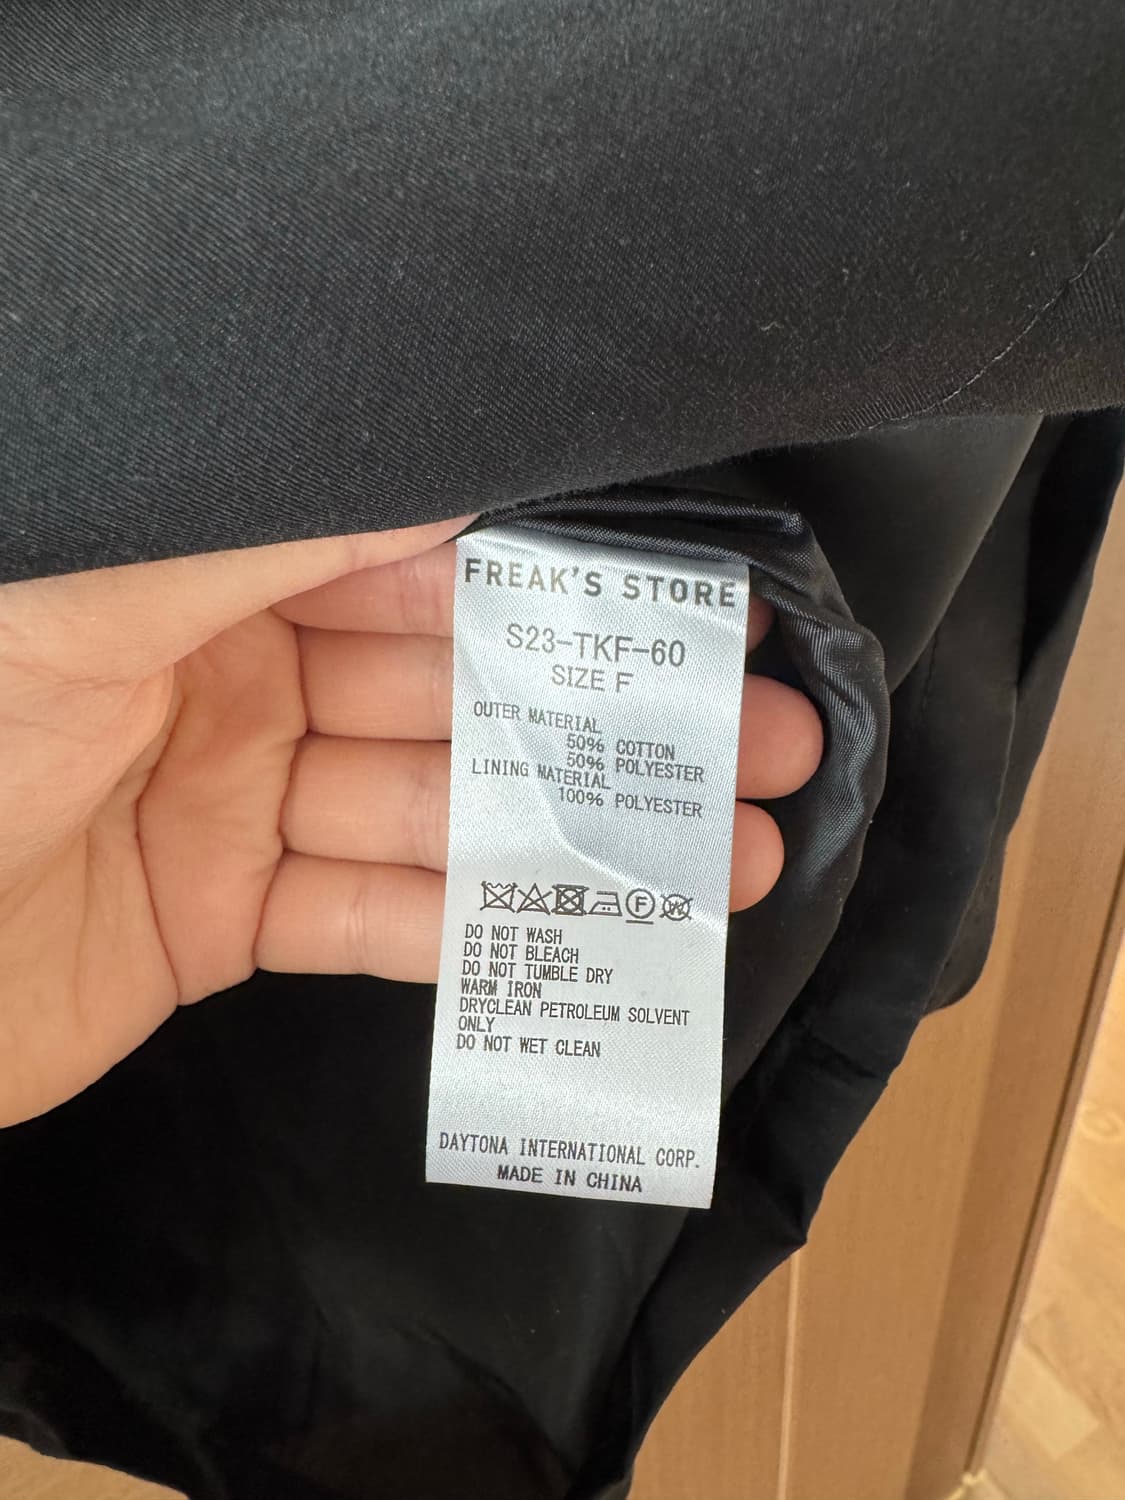 FREAK'S STORE
S23-TKF-60
SIZE F
OUTER MATERIAL
50% COTTON
50% POLYESTER
LINING MATERIAL
100% POLYESTER
F W
DO NOT WASH
DO NOT BLEACH
DO NOT TUMBLE DRY
WARM IRON
DRYCLEAN PETROLEUM SOLVENT
ONLY
DO NOT WET CLEAN
DAYTONA INTERNATIONAL CORP.
MADE IN CHINA